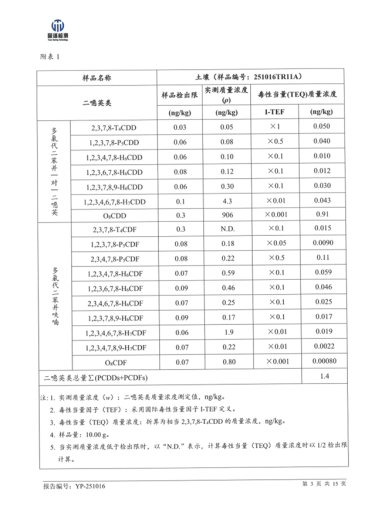 附表 1
样品名称 土壤（样品编号：251016TR11A）
二噁英类 样品检出限 实测质量浓度(ρ) 毒性当量(TEQ)质量浓度
(ng/kg) (ng/kg) I-TEF (ng/kg)
多氯代二苯并-对-二噁英
2,3,7,8-T₄CDD 0.03 0.05 ×1 0.050
1,2,3,7,8-P₅CDD 0.06 0.08 ×0.5 0.040
1,2,3,4,7,8-H₆CDD 0.06 0.10 ×0.1 0.010
1,2,3,6,7,8-H₆CDD 0.08 0.12 ×0.1 0.012
1,2,3,7,8,9-H₆CDD 0.06 0.30 ×0.1 0.030
1,2,3,4,6,7,8-H₇CDD 0.1 4.3 ×0.01 0.043
O₈CDD 0.3 906 ×0.001 0.91
多氯代二苯并呋喃
2,3,7,8-T₄CDF 0.3 N.D. ×0.1 0.015
1,2,3,7,8-P₅CDF 0.08 0.18 ×0.05 0.0090
2,3,4,7,8-P₅CDF 0.08 0.22 ×0.5 0.11
1,2,3,4,7,8-H₆CDF 0.07 0.59 ×0.1 0.059
1,2,3,6,7,8-H₆CDF 0.09 0.46 ×0.1 0.046
2,3,4,6,7,8-H₆CDF 0.07 0.25 ×0.1 0.025
1,2,3,7,8,9-H₆CDF 0.09 0.17 ×0.1 0.017
1,2,3,4,6,7,8-H₇CDF 0.06 1.9 ×0.01 0.019
1,2,3,4,7,8,9-H₇CDF 0.07 0.22 ×0.01 0.0022
O₈CDF 0.07 0.80 ×0.001 0.00080
二噁英类总量∑(PCDDs+PCDFs) 1.4
注: 1. 实测质量浓度（w）：二噁英类质量浓度测定值，ng/kg。
2. 毒性当量因子（TEF）：采用国际毒性当量因子 I-TEF 定义。
3. 毒性当量（TEQ）质量浓度：折算为相当 2,3,7,8-T₄CDD 的质量浓度，ng/kg。
4. 样品量：10.00 g。
5. 当实测质量浓度低于检出限时，以“N.D.”表示，计算毒性当量（TEQ）质量浓度时以 1/2 检出限
计算。
报告编号：YP-251016 第 3 页 共 15 页